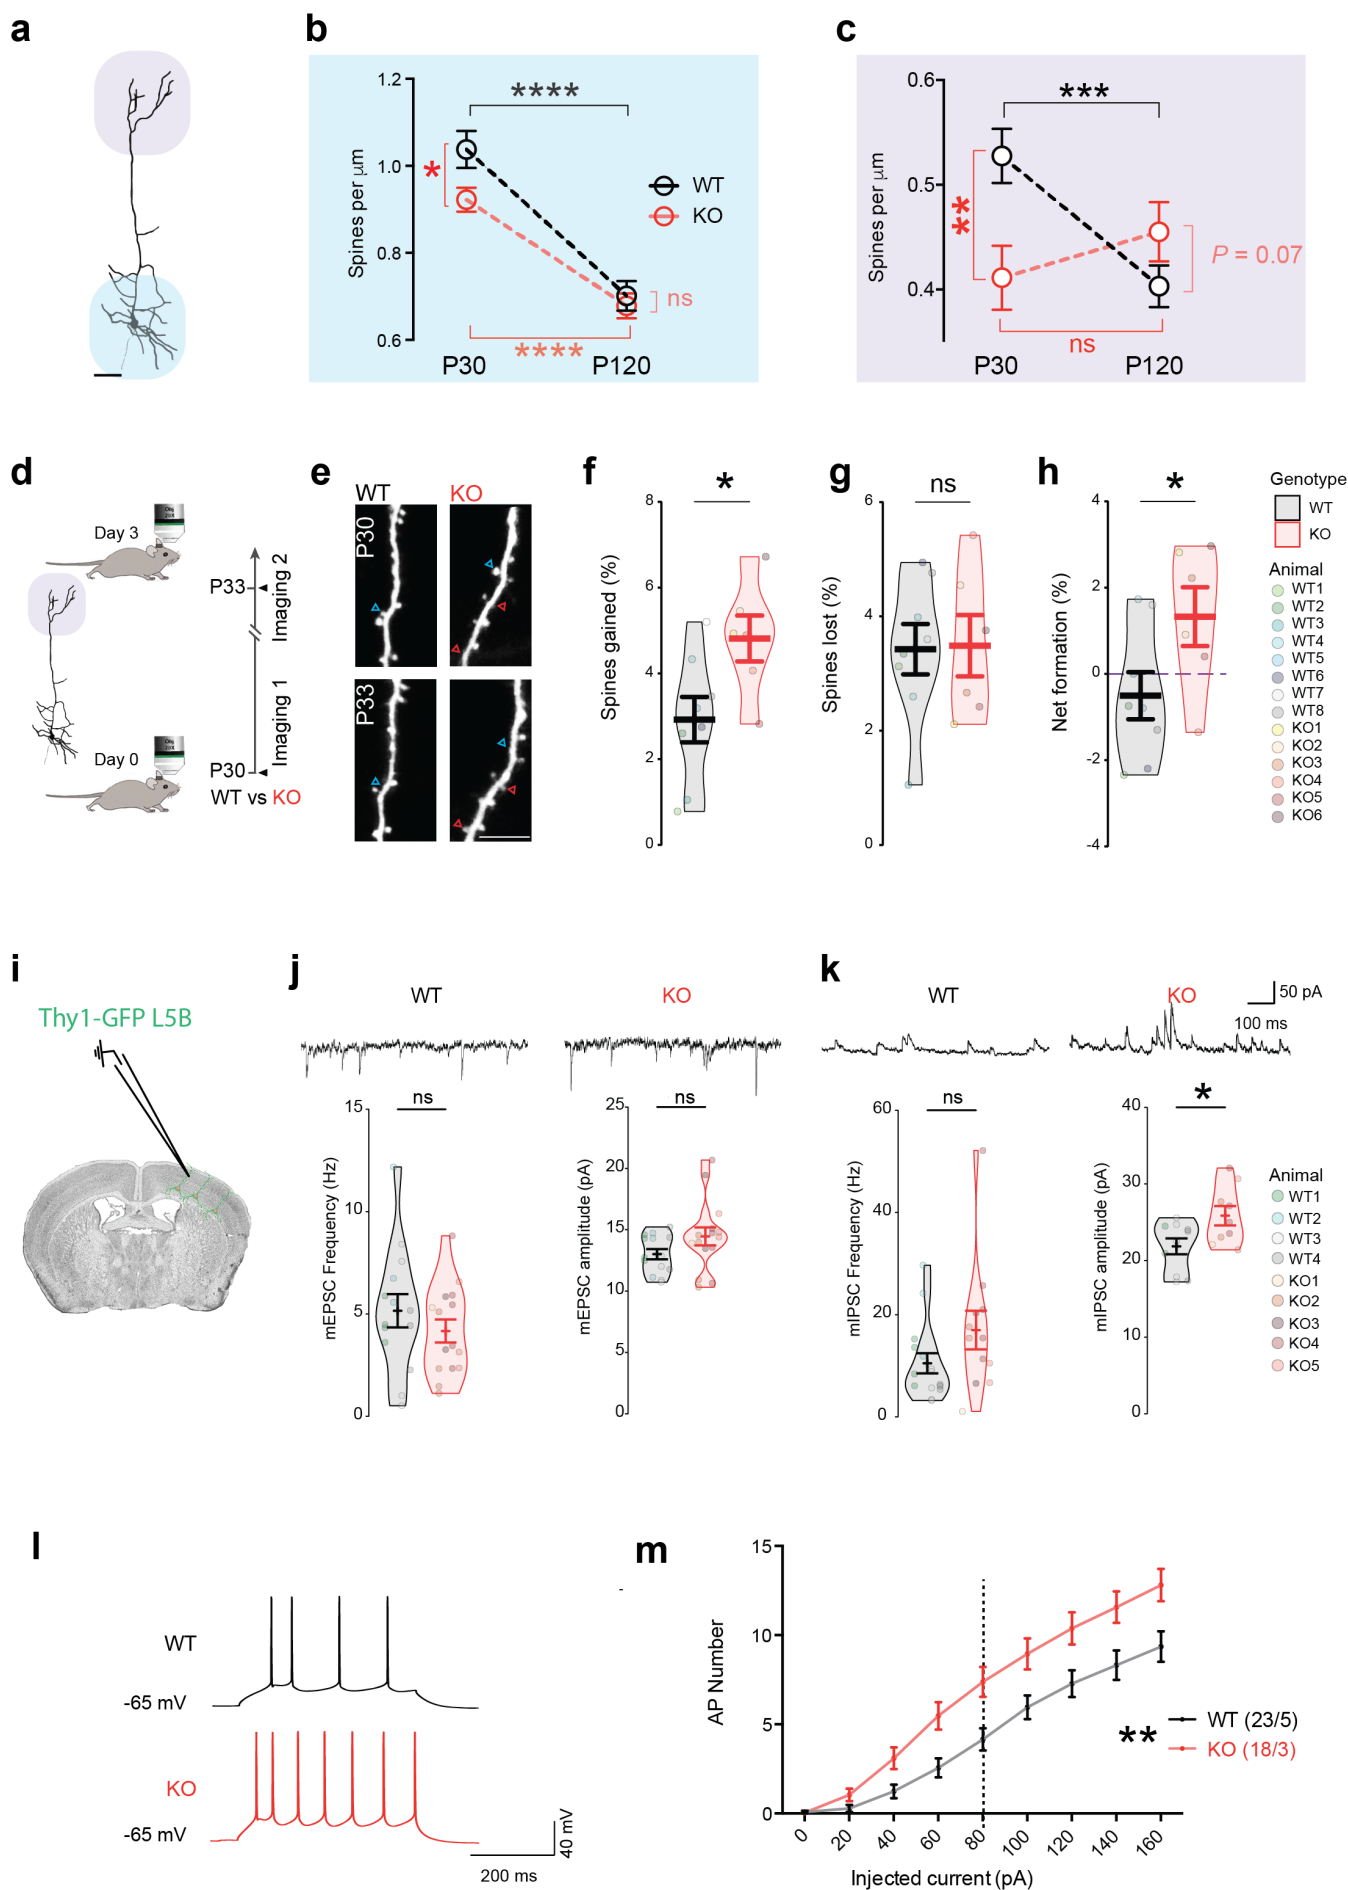 a
b
1.2
1.0
0.8
0.6
Spines per µm
****
*
WT
KO
ns
****
P30
P120
c
0.6
0.5
0.4
Spines per µm
***
**
P = 0.07
ns
P30
P120
d
Day 3
P33
Imaging 2
Imaging 1
Day 0
P30
WT vs KO
e
WT
KO
P30
P33
f
*
8
6
4
2
0
Spines gained (%)
g
ns
6
4
2
0
Spines lost (%)
h
*
4
2
0
-2
-4
Net formation (%)
Genotype
WT
KO
Animal
WT1
WT2
WT3
WT4
WT5
WT6
WT7
WT8
KO1
KO2
KO3
KO4
KO5
KO6
i
Thy1-GFP L5B
j
WT
KO
ns
15
10
5
0
mEPSC Frequency (Hz)
ns
25
20
15
10
5
0
mEPSC amplitude (pA)
k
WT
KO
50 pA
100 ms
ns
60
40
20
0
mIPSC Frequency (Hz)
*
40
30
20
10
0
mIPSC amplitude (pA)
Animal
WT1
WT2
WT3
WT4
KO1
KO2
KO3
KO4
KO5
l
WT
-65 mV
KO
-65 mV
40 mV
200 ms
m
15
10
5
0
AP Number
**
WT (23/5)
KO (18/3)
0 20 40 60 80 100 120 140 160
Injected current (pA)